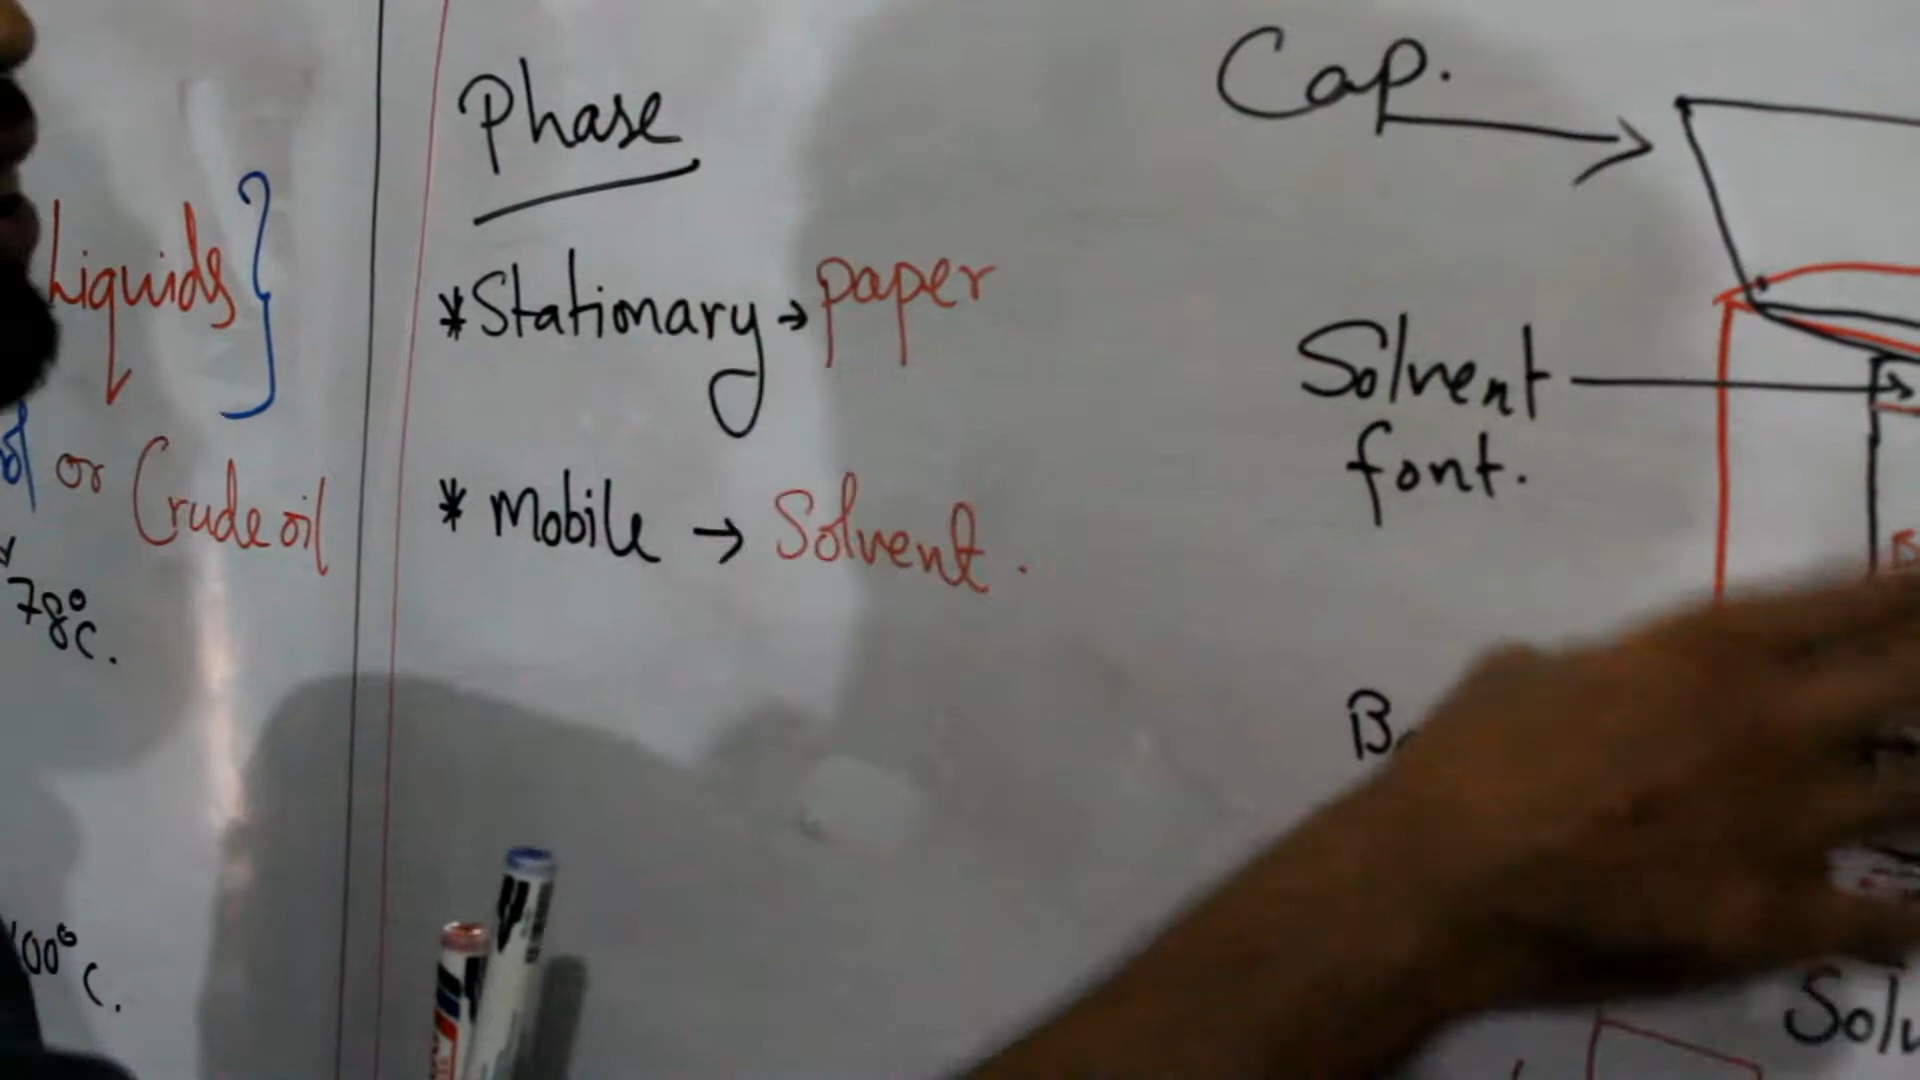 Liquids}
or Crude oil
78°C.
00°C.
Phase
*Stationary → paper
* Mobile → Solvent.
Cap.
Solvent
font.